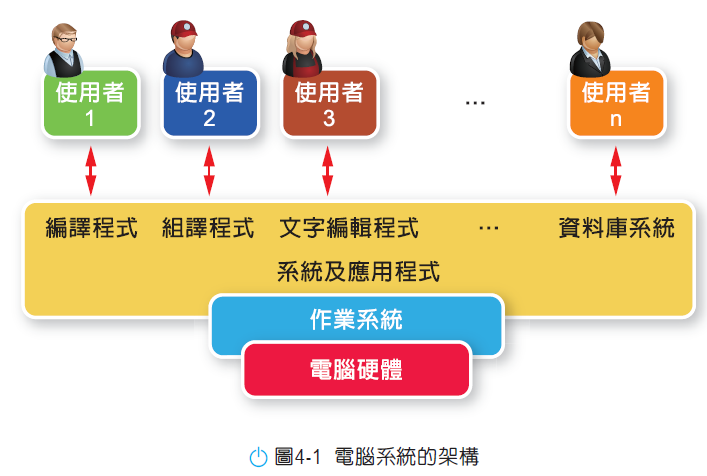 使用者
1
使用者
2
使用者
3
...
使用者
n
編譯程式 組譯程式 文字編輯程式 ... 資料庫系統
系統及應用程式
作業系統
電腦硬體
圖4-1 電腦系統的架構